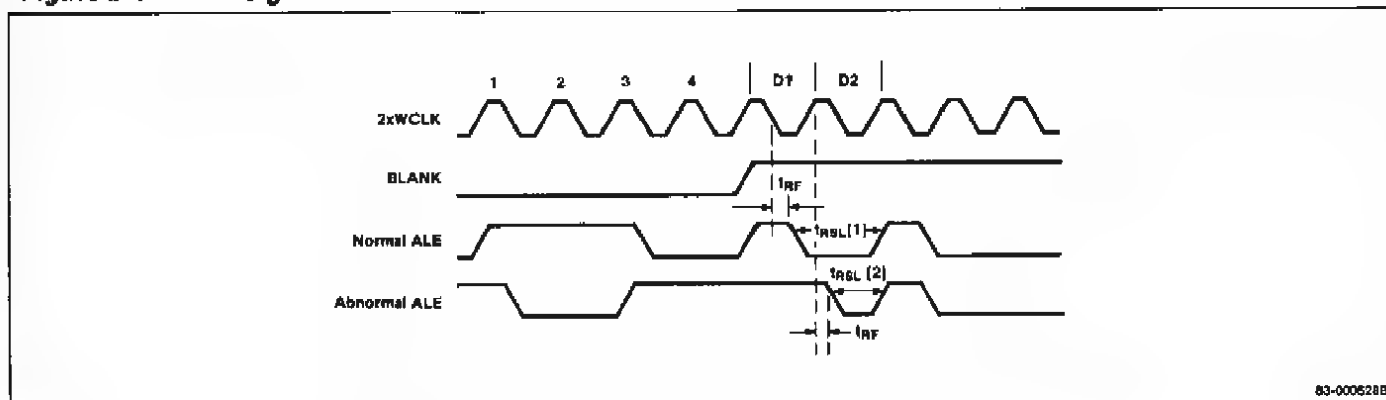 1 2 3 4 D1 D2
2xWCLK
BLANK
tRF
Normal ALE
tRSL(1)
tRSL (2)
Abnormal ALE
tRF
83-000528B